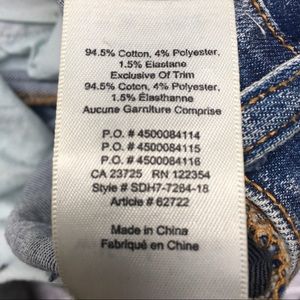 94.5% Cotton, 4% Polyester,
1.5% Elastane
Exclusive Of Trim
94.5% Coton, 4% Polyester,
1.5% Élasthanne
Aucune Garniture Comprise
P.O. # 4500084114
P.O. # 4500084115
P.O. # 4500084116
CA 23725 RN 122354
Style # SDH7-7264-18
Article # 62722
Made in China
Fabriqué en Chine